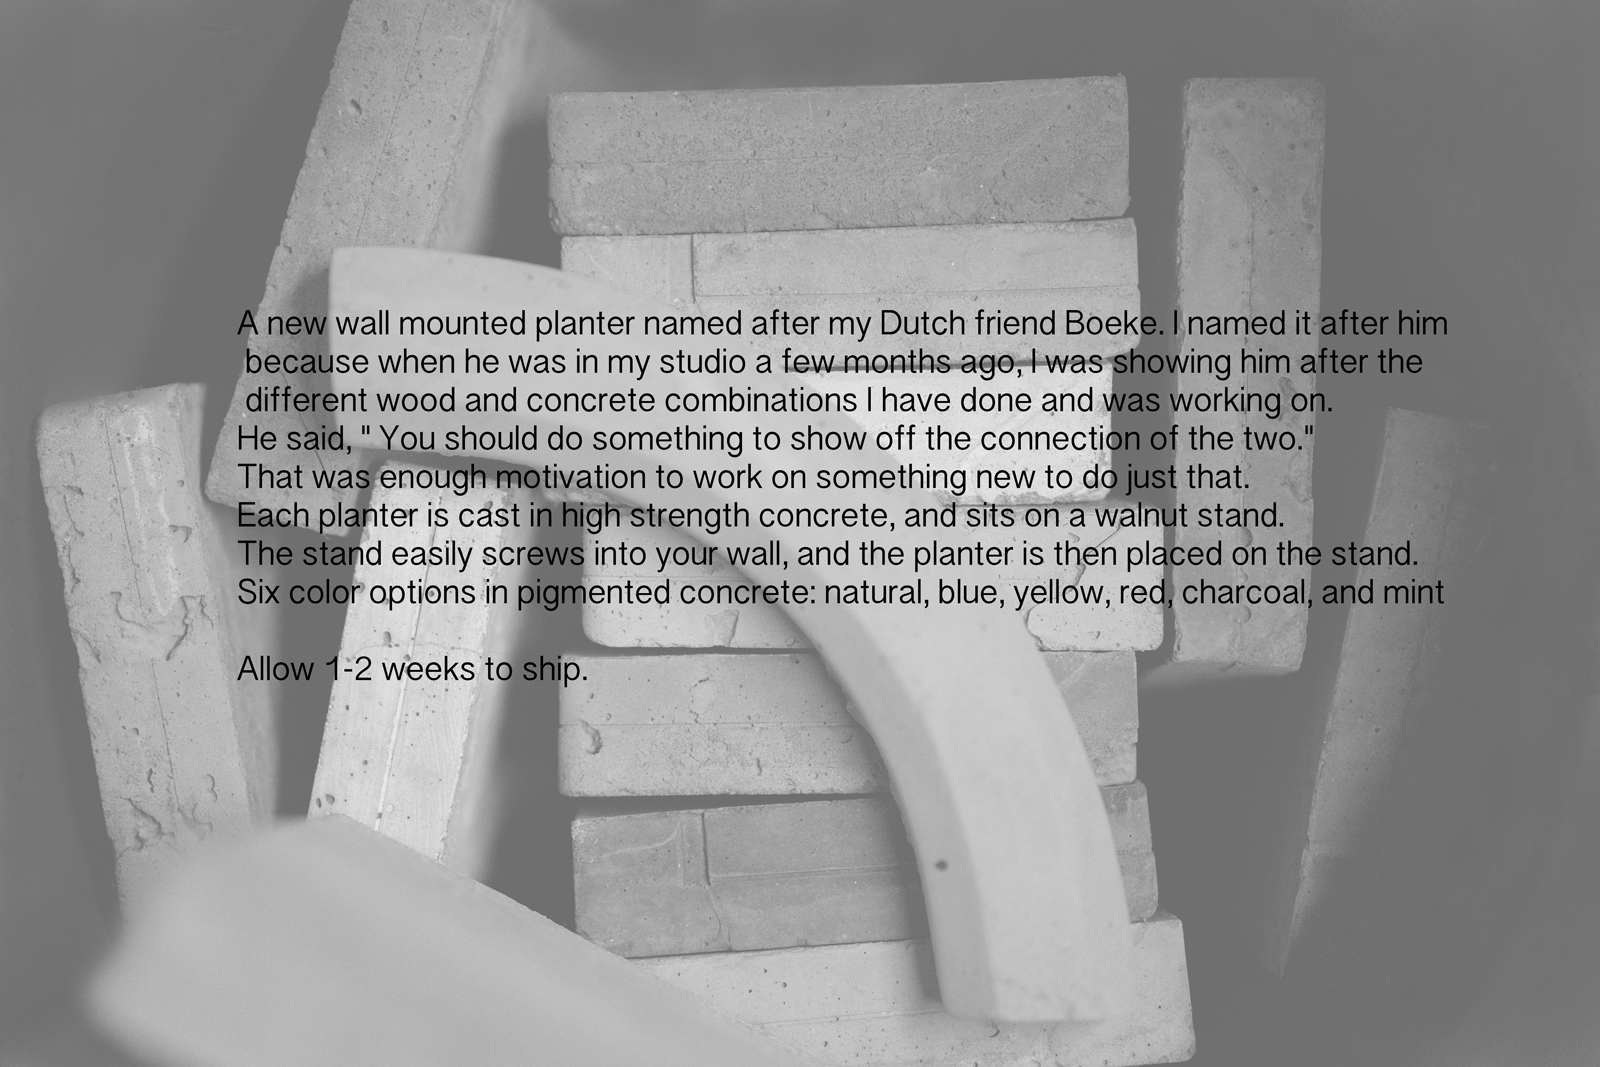 A new wall mounted planter named after my Dutch friend Boeke. I named it after him
because when he was in my studio a few months ago, I was showing him after the
different wood and concrete combinations I have done and was working on.
He said, " You should do something to show off the connection of the two."
That was enough motivation to work on something new to do just that.
Each planter is cast in high strength concrete, and sits on a walnut stand.
The stand easily screws into your wall, and the planter is then placed on the stand.
Six color options in pigmented concrete: natural, blue, yellow, red, charcoal, and mint
Allow 1-2 weeks to ship.